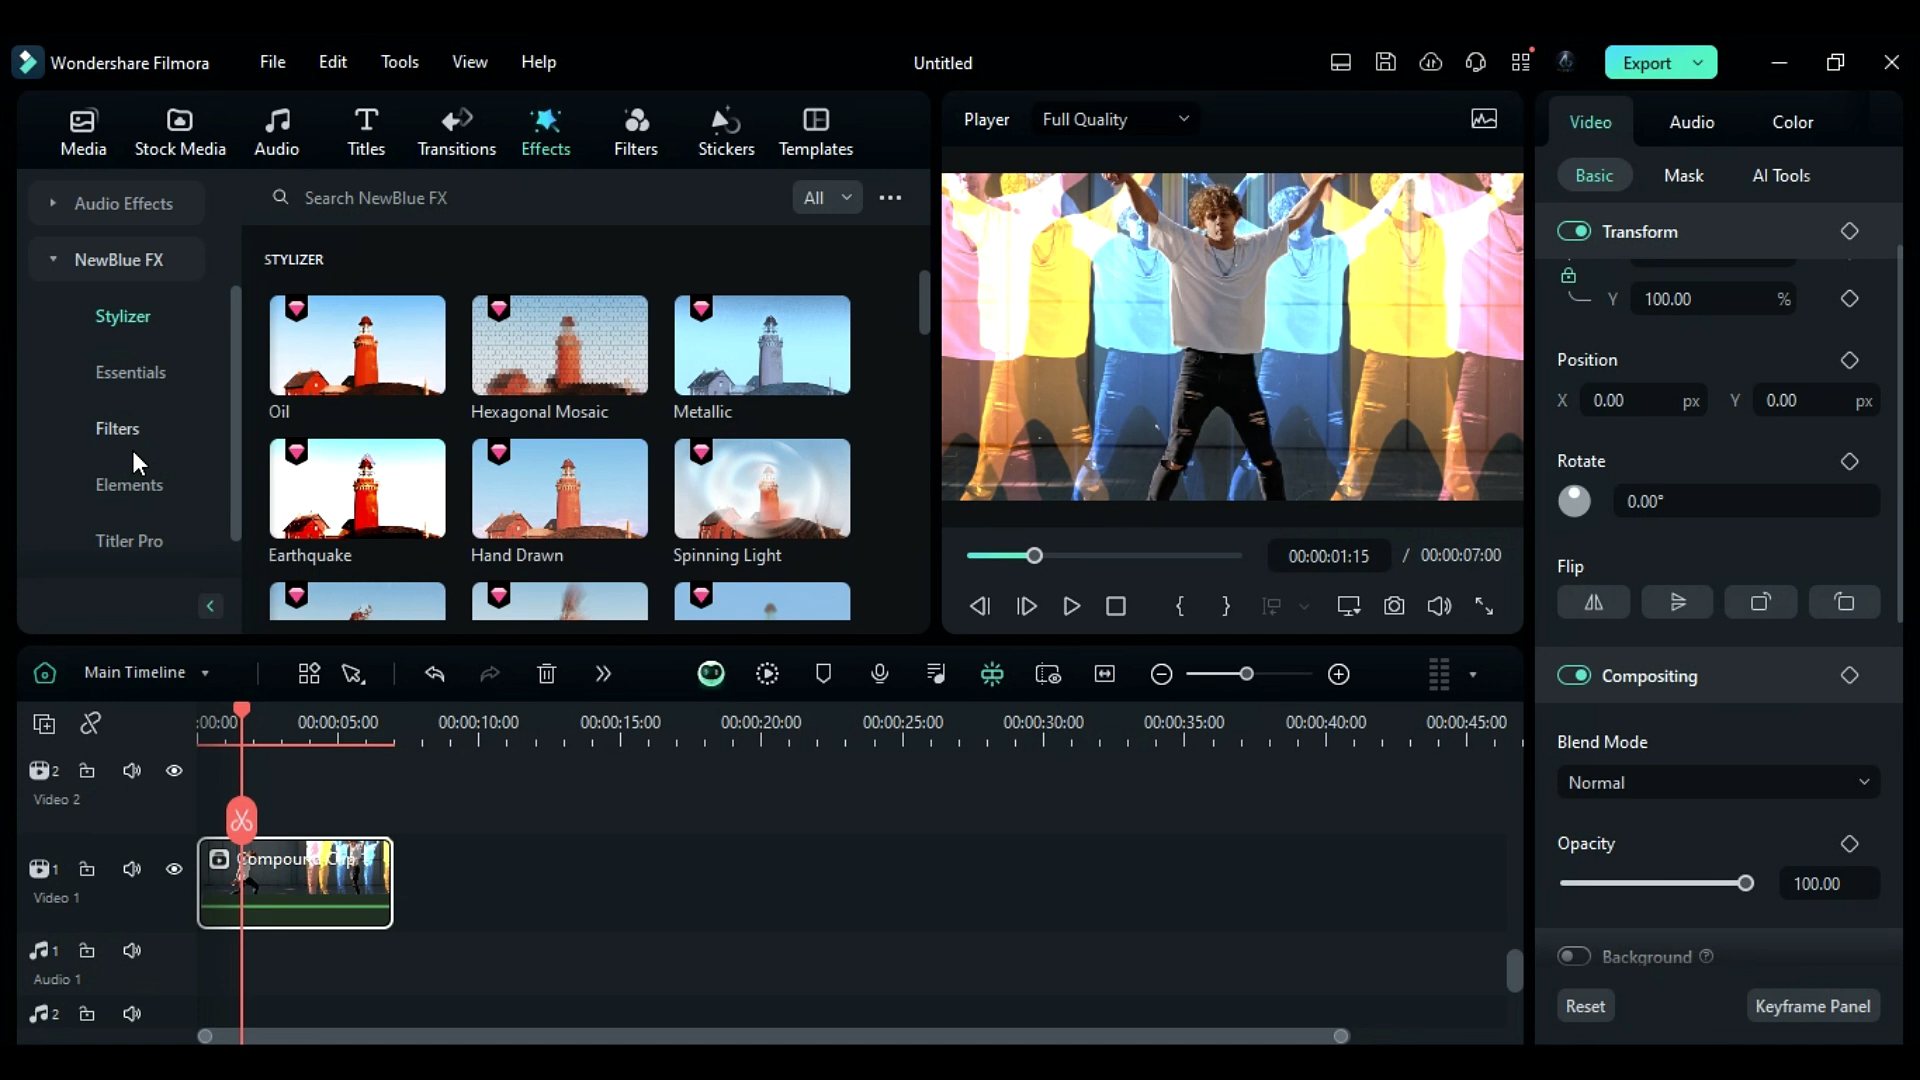 Wondershare Filmora File Edit Tools View Help Untitled Export
Media Stock Media Audio Titles Transitions Effects Filters Stickers Templates
Audio Effects
NewBlue FX
Stylizer
Essentials
Filters
Elements
Titler Pro
Search NewBlue FX All
STYLIZER
Oil Hexagonal Mosaic Metallic
Earthquake Hand Drawn Spinning Light
Player Full Quality
00:00:01:15 / 00:00:07:00
Video Audio Color
Basic Mask AI Tools
Transform
Y 100.00 %
Position
X 0.00 px Y 0.00 px
Rotate
0.00°
Flip
Compositing
Blend Mode
Normal
Opacity
100.00
Background
Reset Keyframe Panel
Main Timeline
:00:00 00:00:05:00 00:00:10:00 00:00:15:00 00:00:20:00 00:00:25:00 00:00:30:00 00:00:35:00 00:00:40:00 00:00:45:00
2
Video 2
1 Compound Clip
Video 1
1
Audio 1
2